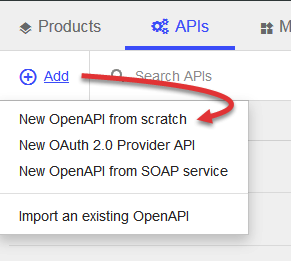 Products APIs M
Add Search APIs
New OpenAPI from scratch
New OAuth 2.0 Provider API
New OpenAPI from SOAP service
Import an existing OpenAPI